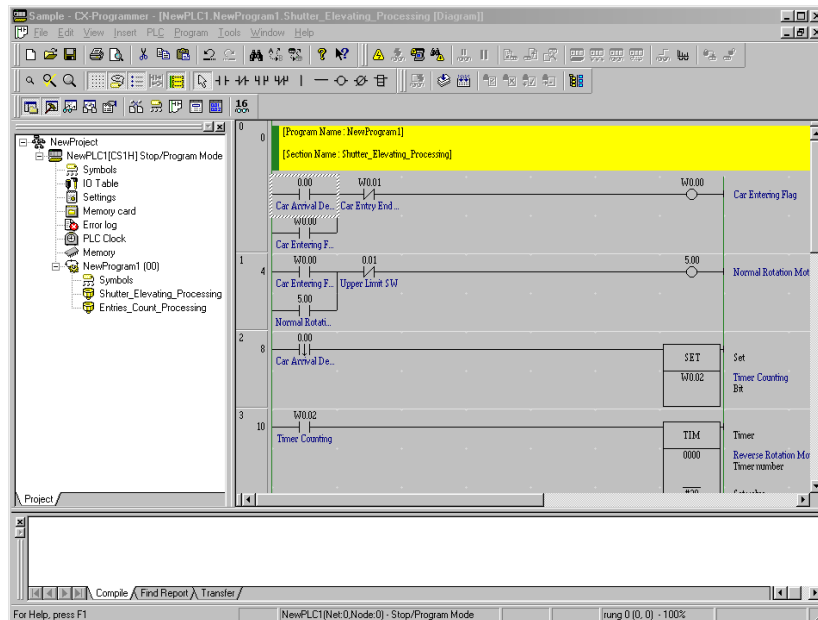 Sample - CX-Programmer - [NewPLC1.NewProgram1.Shutter_Elevating_Processing [Diagram]]
File Edit View Insert PLC Program Tools Window Help
16
NewProject
NewPLC1[CS1H] Stop/Program Mode
Symbols
IO Table
Settings
Memory card
Error log
PLC Clock
Memory
NewProgram1 (00)
Symbols
Shutter_Elevating_Processing
Entries_Count_Processing
Project
0
0
[Program Name : NewProgram1]
[Section Name : Shutter_Elevating_Processing]
0.00 W0.01 W0.00
Car Arrival De... Car Entry End... Car Entering Flag
W0.00
Car Entering F...
1
4
W0.00 0.01 5.00
Car Entering F... Upper Limit SW Normal Rotation Mot
5.00
Normal Rotati...
2
8
0.00
Car Arrival De...
SET Set
W0.02 Timer Counting
Bit
3
10
W0.02
Timer Counting
TIM Timer
0000 Reverse Rotation Mo
Timer number
Compile Find Report Transfer
For Help, press F1 NewPLC1(Net:0,Node:0) - Stop/Program Mode rung 0 (0, 0) - 100%